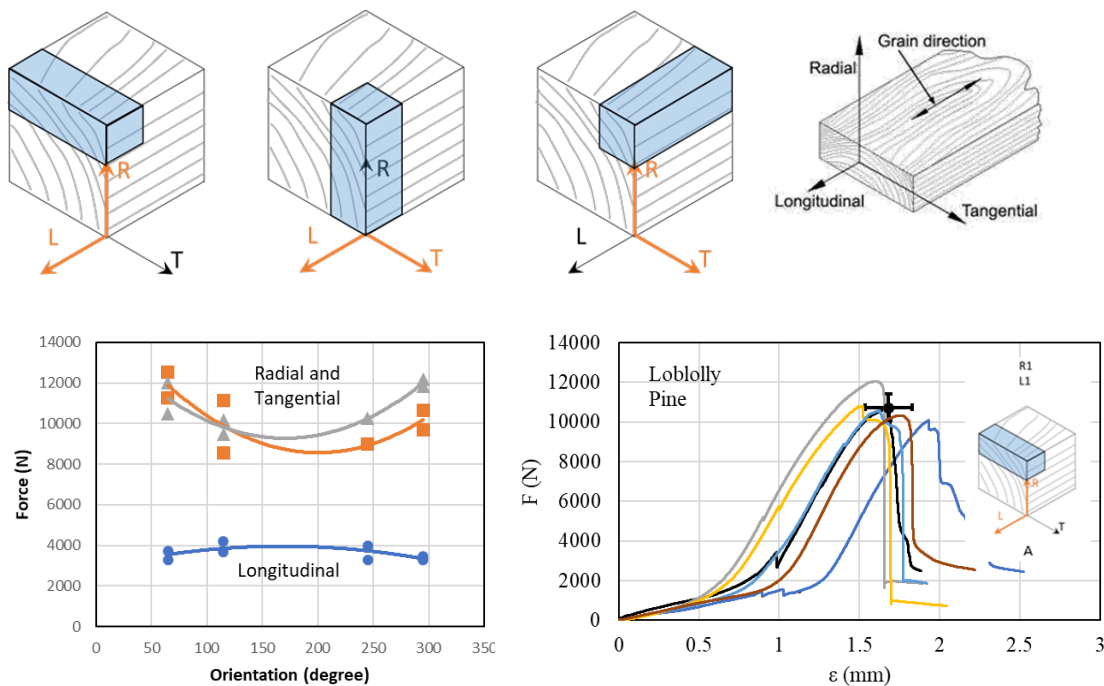 R
L
T
R
L
T
R
L
T
Grain direction
Radial
Longitudinal
Tangential
14000
12000
10000
8000
6000
4000
2000
0
Force (N)
Radial and
Tangential
Longitudinal
0 50 100 150 200 250 300 350
Orientation (degree)
14000
12000
10000
8000
6000
4000
2000
0
F (N)
Loblolly
Pine
R1
L1
R
L
T
A
0 0.5 1 1.5 2 2.5 3
ε (mm)